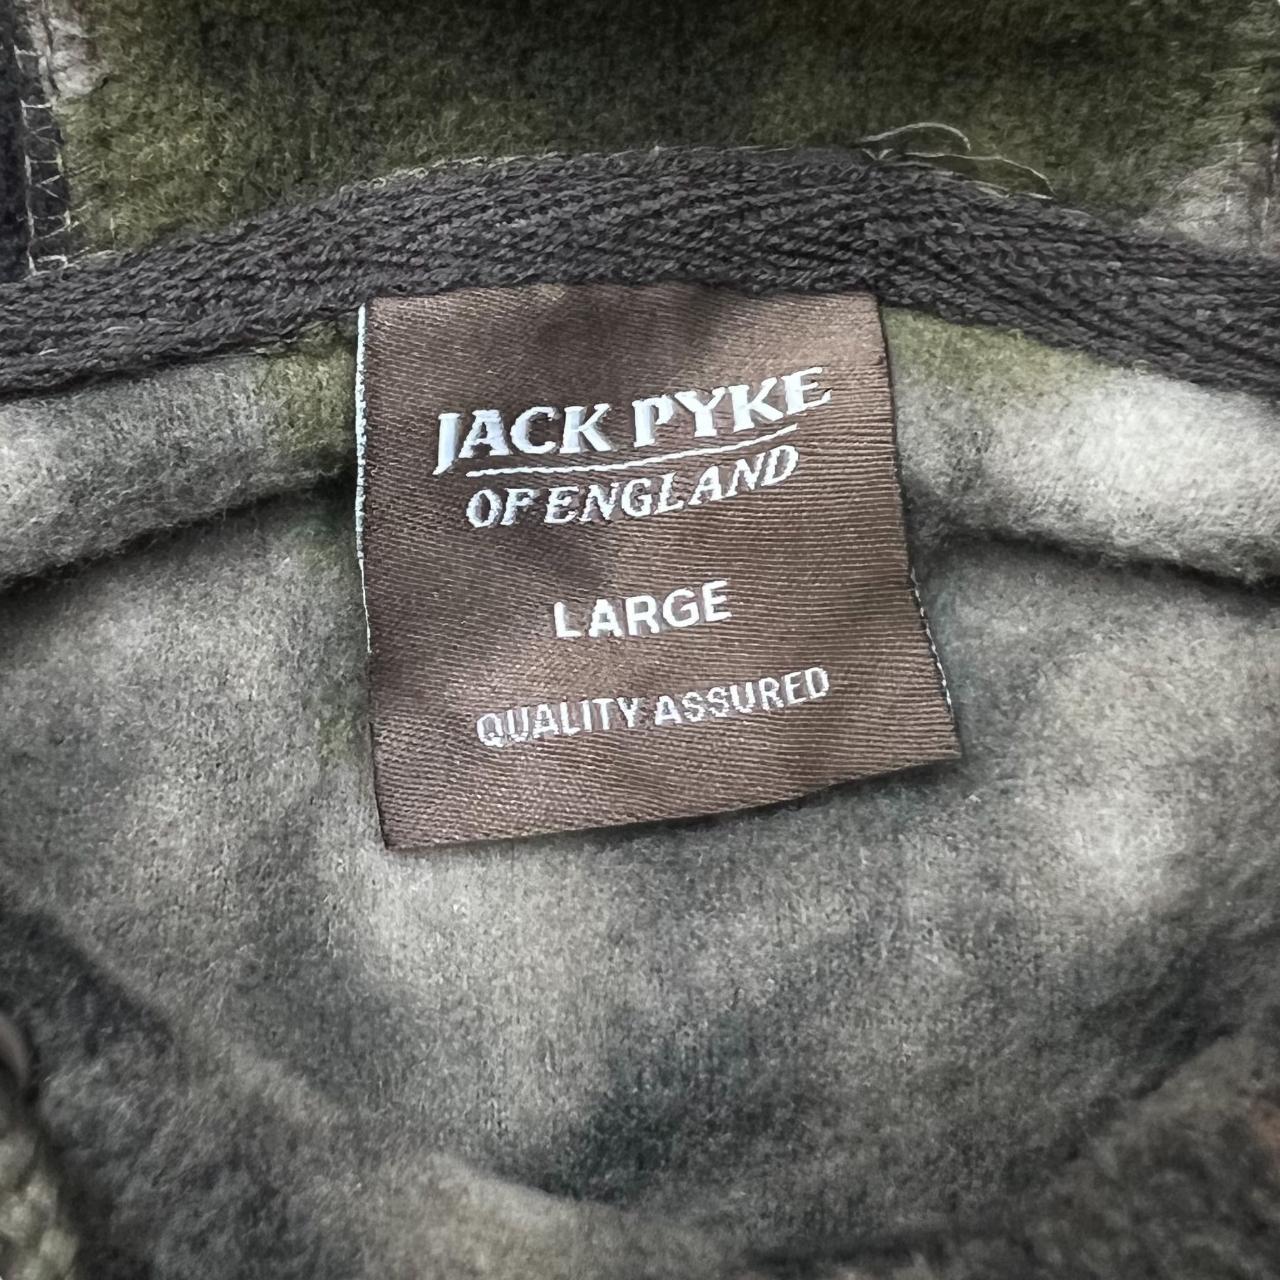 JACK PYKE
OF ENGLAND
LARGE
QUALITY ASSURED